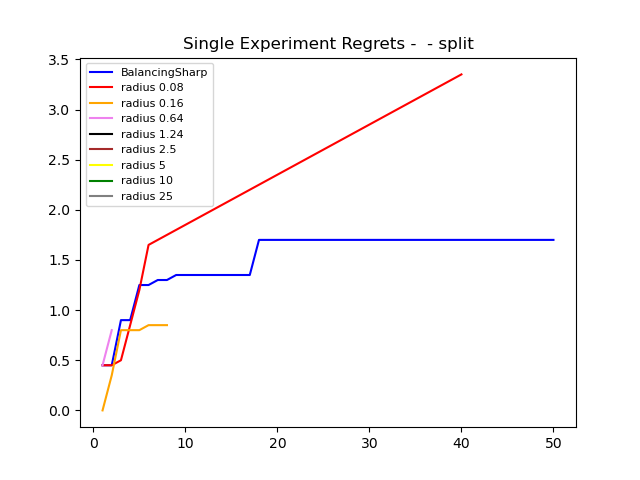 Single Experiment Regrets -  - split
BalancingSharp
radius 0.08
radius 0.16
radius 0.64
radius 1.24
radius 2.5
radius 5
radius 10
radius 25
3.5
3.0
2.5
2.0
1.5
1.0
0.5
0.0
0 10 20 30 40 50